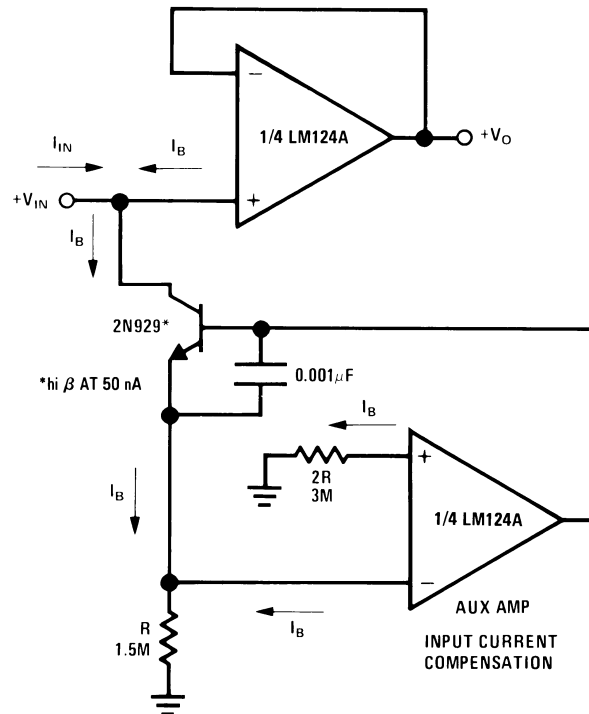 −
1/4 LM124A
+V_O
I_IN
I_B
+V_IN
+
I_B
2N929*
0.001μF
*hi β AT 50 nA
I_B
+
2R
3M
1/4 LM124A
I_B
−
I_B
AUX AMP
R
1.5M
INPUT CURRENT
COMPENSATION